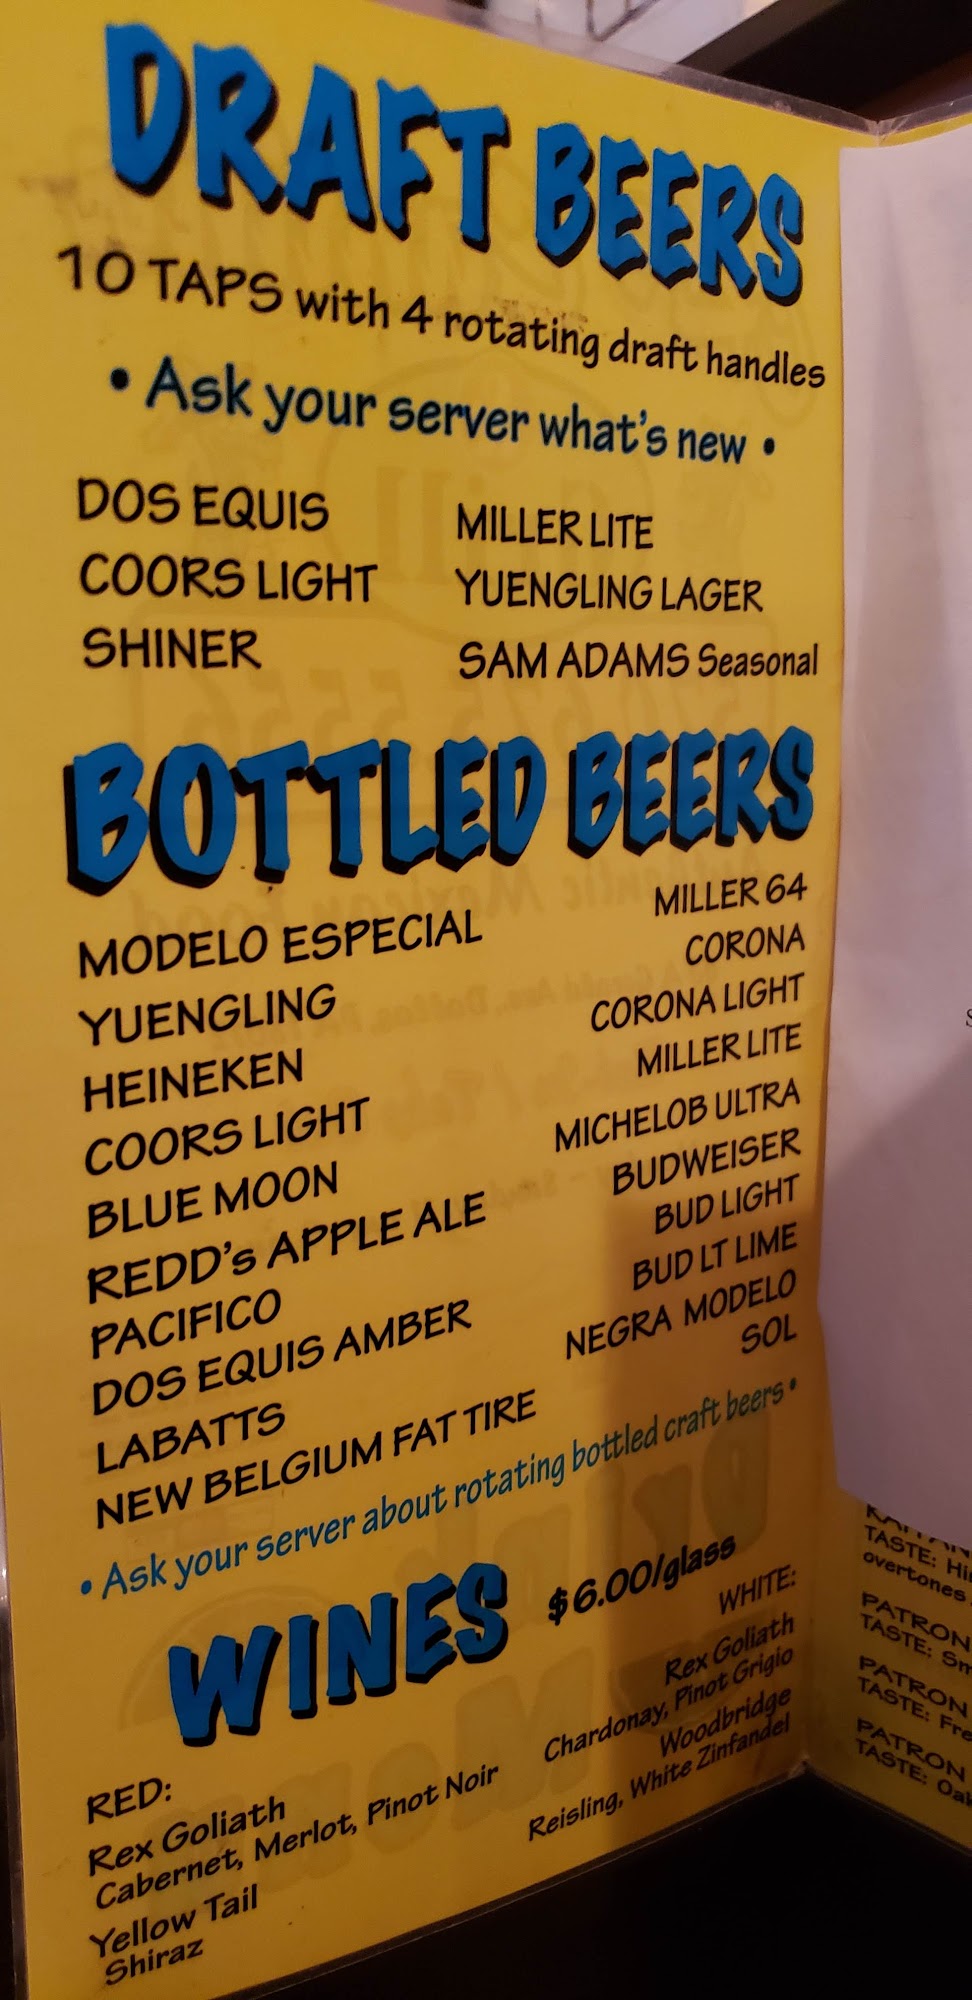 DRAFT BEERS
10 TAPS with 4 rotating draft handles
• Ask your server what's new •
DOS EQUIS
COORS LIGHT
SHINER
MILLER LITE
YUENGLING LAGER
SAM ADAMS Seasonal
BOTTLED BEERS
MODELO ESPECIAL
YUENGLING
HEINEKEN
COORS LIGHT
BLUE MOON
REDD's APPLE ALE
PACIFICO
DOS EQUIS AMBER
LABATTS
NEW BELGIUM FAT TIRE
MILLER 64
CORONA
CORONA LIGHT
MILLER LITE
MICHELOB ULTRA
BUDWEISER
BUD LIGHT
BUD LT LIME
NEGRA MODELO
SOL
• Ask your server about rotating bottled craft beers •
WINES $6.00/glass
RED:
Rex Goliath
Cabernet, Merlot, Pinot Noir
Yellow Tail
Shiraz
WHITE:
Rex Goliath
Chardonay, Pinot Grigio
Woodbridge
Reisling, White Zinfandel
TASTE:
overtones
PATRON
TASTE:
PATRON
TASTE:
PATRON
TASTE: